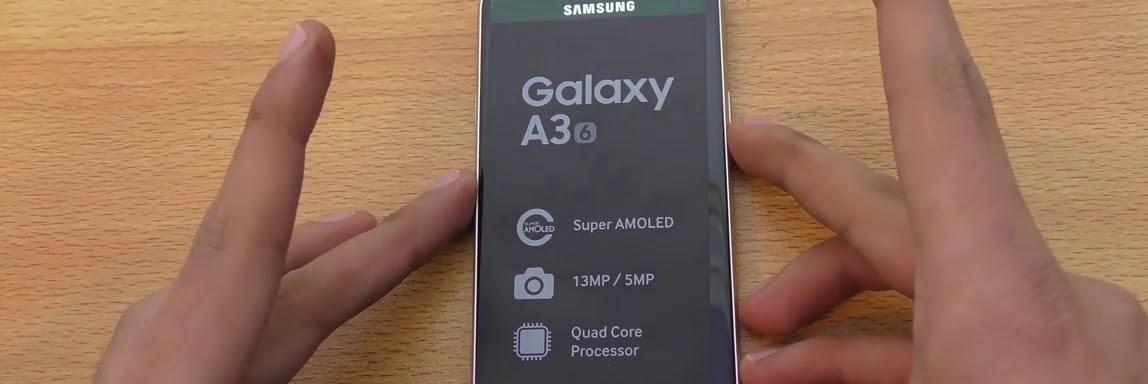 SAMSUNG
Galaxy
A3 6
SUPER
AMOLED
Super AMOLED
13MP / 5MP
Quad Core
Processor